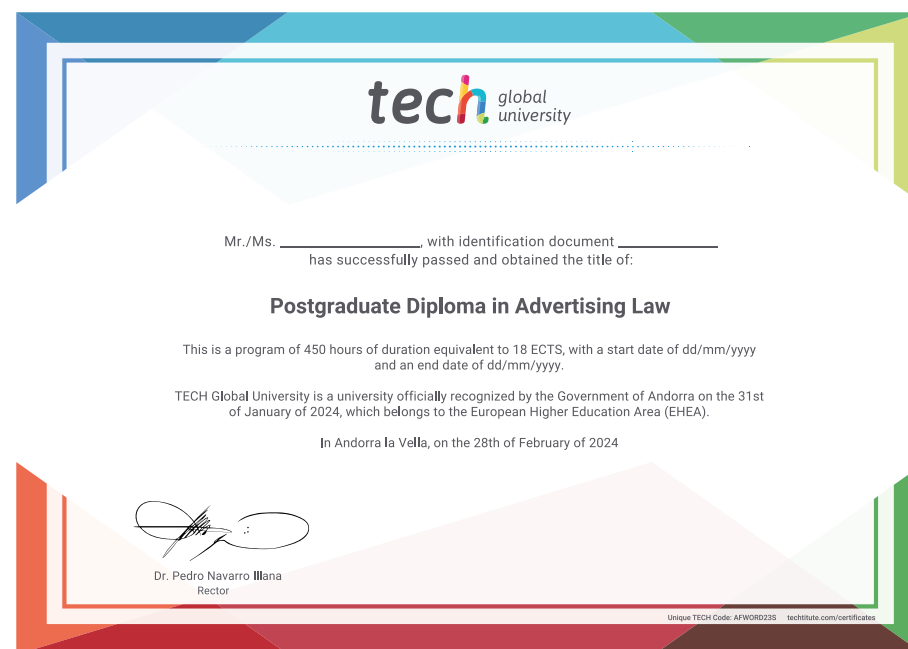 tech global university
Mr./Ms. ____________________, with identification document ______________
has successfully passed and obtained the title of:
Postgraduate Diploma in Advertising Law
This is a program of 450 hours of duration equivalent to 18 ECTS, with a start date of dd/mm/yyyy
and an end date of dd/mm/yyyy.
TECH Global University is a university officially recognized by the Government of Andorra on the 31st
of January of 2024, which belongs to the European Higher Education Area (EHEA).
In Andorra la Vella, on the 28th of February of 2024
Dr. Pedro Navarro Illana
Rector
Unique TECH Code: AFWORD23S techtitute.com/certificates